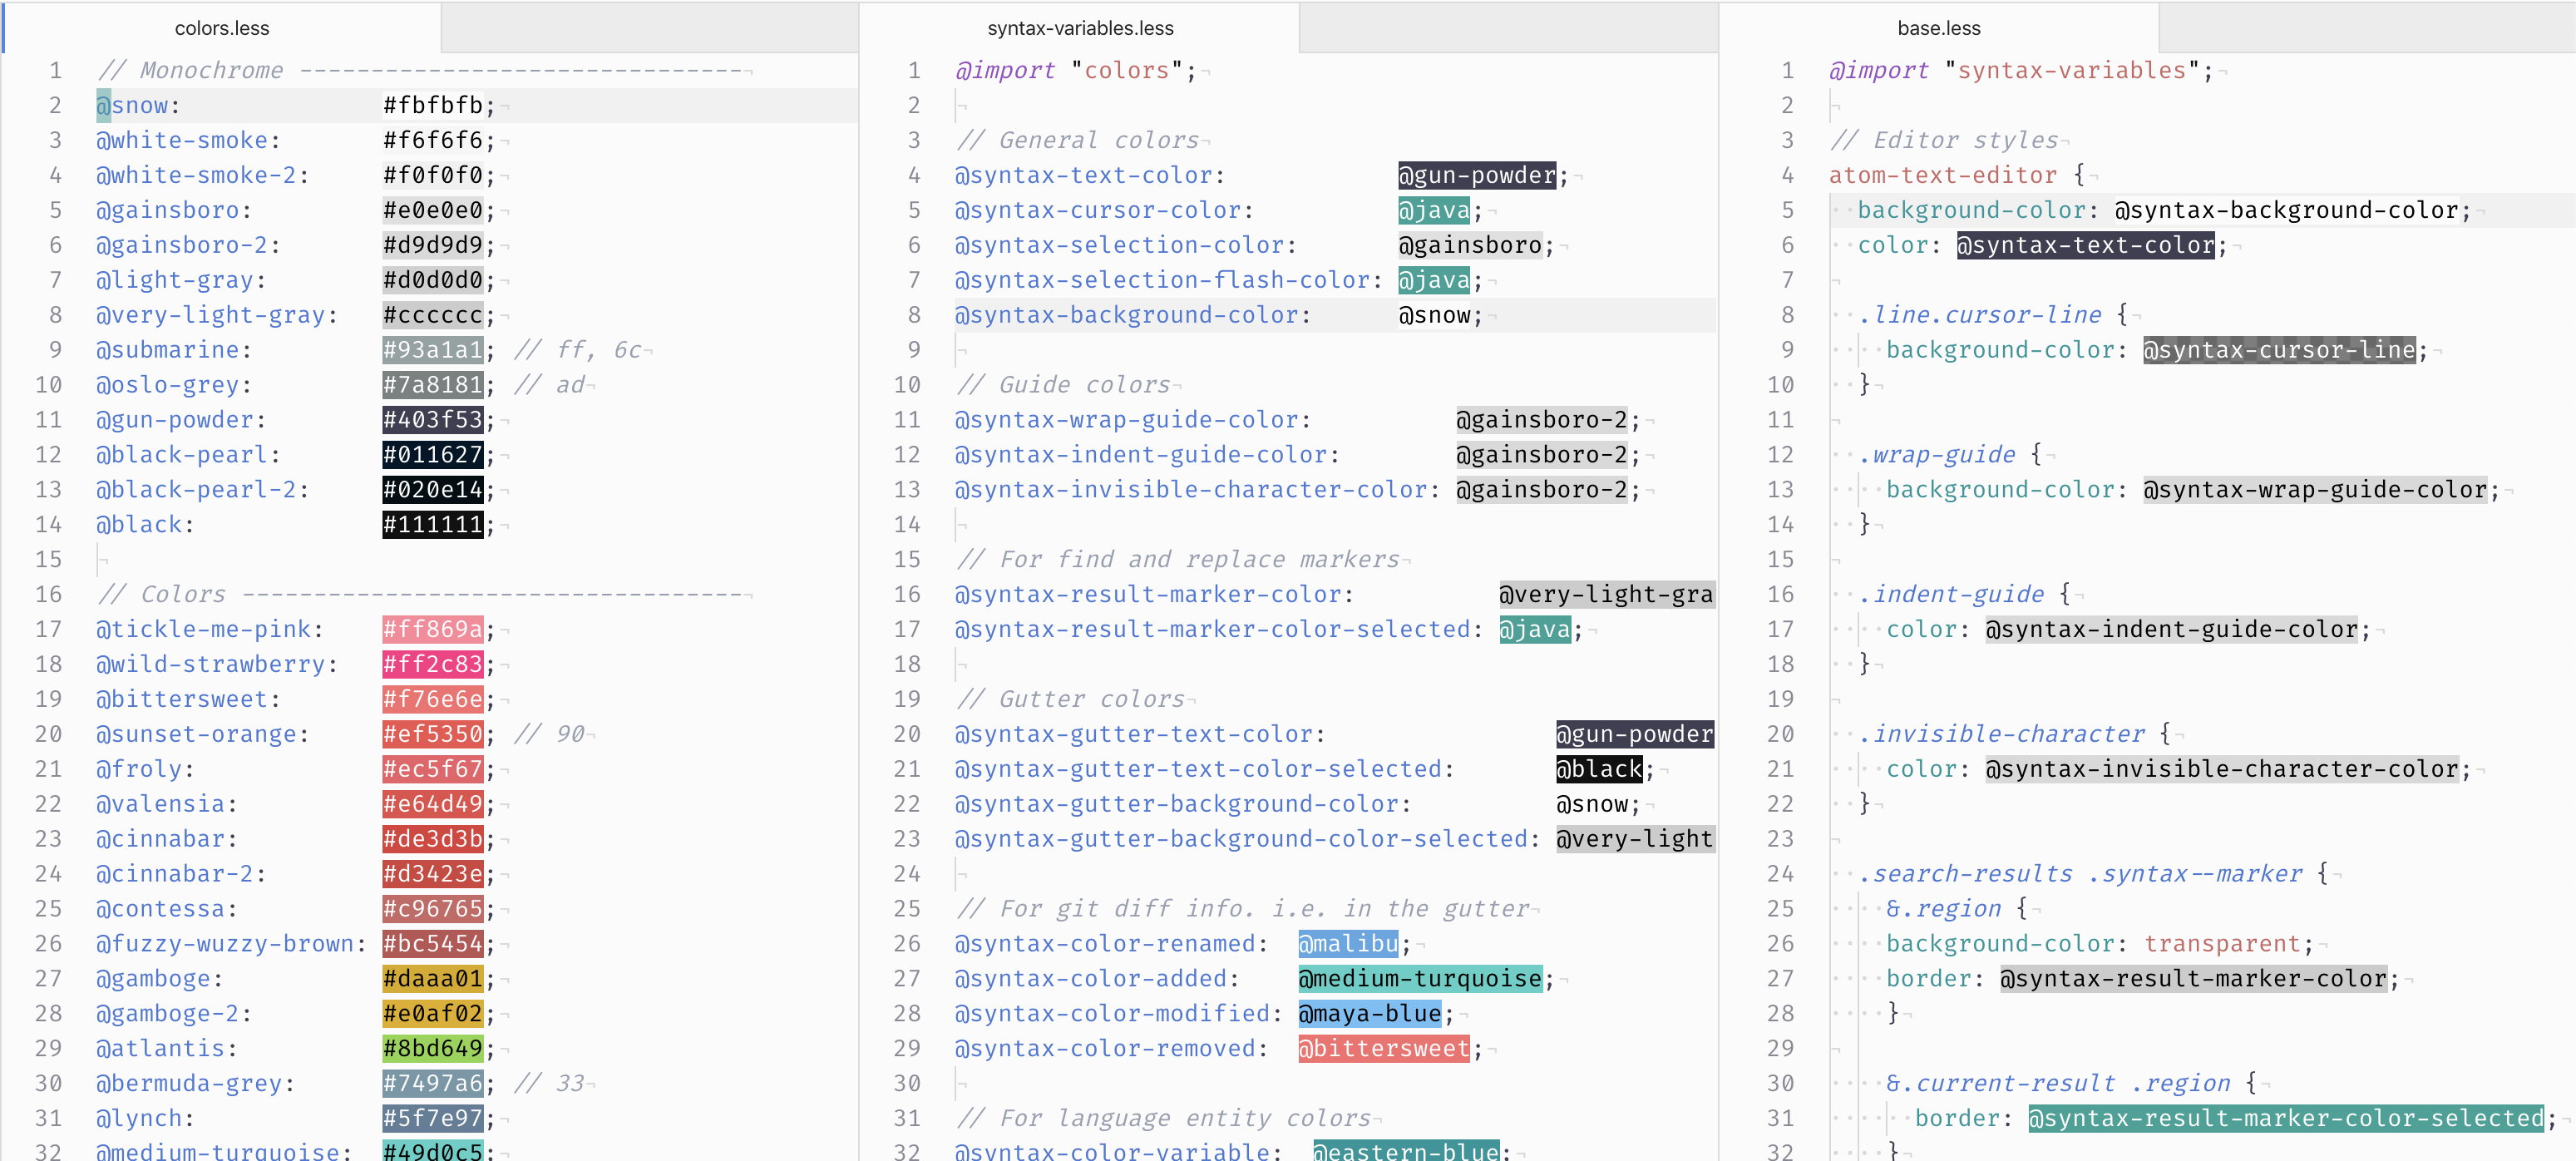 colors.less
1 // Monochrome -------------------------------
2 @snow: #fbfbfb;
3 @white-smoke: #f6f6f6;
4 @white-smoke-2: #f0f0f0;
5 @gainsboro: #e0e0e0;
6 @gainsboro-2: #d9d9d9;
7 @light-gray: #d0d0d0;
8 @very-light-gray: #cccccc;
9 @submarine: #93a1a1; // ff, 6c
10 @oslo-grey: #7a8181; // ad
11 @gun-powder: #403f53;
12 @black-pearl: #011627;
13 @black-pearl-2: #020e14;
14 @black: #111111;
15
16 // Colors -----------------------------------
17 @tickle-me-pink: #ff869a;
18 @wild-strawberry: #ff2c83;
19 @bittersweet: #f76e6e;
20 @sunset-orange: #ef5350; // 90
21 @froly: #ec5f67;
22 @valensia: #e64d49;
23 @cinnabar: #de3d3b;
24 @cinnabar-2: #d3423e;
25 @contessa: #c96765;
26 @fuzzy-wuzzy-brown: #bc5454;
27 @gamboge: #daaa01;
28 @gamboge-2: #e0af02;
29 @atlantis: #8bd649;
30 @bermuda-grey: #7497a6; // 33
31 @lynch: #5f7e97;
32 @medium-turquoise: #49d0c5;
syntax-variables.less
1 @import "colors";
2
3 // General colors
4 @syntax-text-color: @gun-powder;
5 @syntax-cursor-color: @java;
6 @syntax-selection-color: @gainsboro;
7 @syntax-selection-flash-color: @java;
8 @syntax-background-color: @snow;
9
10 // Guide colors
11 @syntax-wrap-guide-color: @gainsboro-2;
12 @syntax-indent-guide-color: @gainsboro-2;
13 @syntax-invisible-character-color: @gainsboro-2;
14
15 // For find and replace markers
16 @syntax-result-marker-color: @very-light-gra
17 @syntax-result-marker-color-selected: @java;
18
19 // Gutter colors
20 @syntax-gutter-text-color: @gun-powder
21 @syntax-gutter-text-color-selected: @black;
22 @syntax-gutter-background-color: @snow;
23 @syntax-gutter-background-color-selected: @very-light
24
25 // For git diff info. i.e. in the gutter
26 @syntax-color-renamed: @malibu;
27 @syntax-color-added: @medium-turquoise;
28 @syntax-color-modified: @maya-blue;
29 @syntax-color-removed: @bittersweet;
30
31 // For language entity colors
32 @syntax-color-variable: @eastern-blue;
base.less
1 @import "syntax-variables";
2
3 // Editor styles
4 atom-text-editor {
5 background-color: @syntax-background-color;
6 color: @syntax-text-color;
7
8 .line.cursor-line {
9 background-color: @syntax-cursor-line;
10 }
11
12 .wrap-guide {
13 background-color: @syntax-wrap-guide-color;
14 }
15
16 .indent-guide {
17 color: @syntax-indent-guide-color;
18 }
19
20 .invisible-character {
21 color: @syntax-invisible-character-color;
22 }
23
24 .search-results .syntax--marker {
25 &.region {
26 background-color: transparent;
27 border: @syntax-result-marker-color;
28 }
29
30 &.current-result .region {
31 border: @syntax-result-marker-color-selected;
32 }